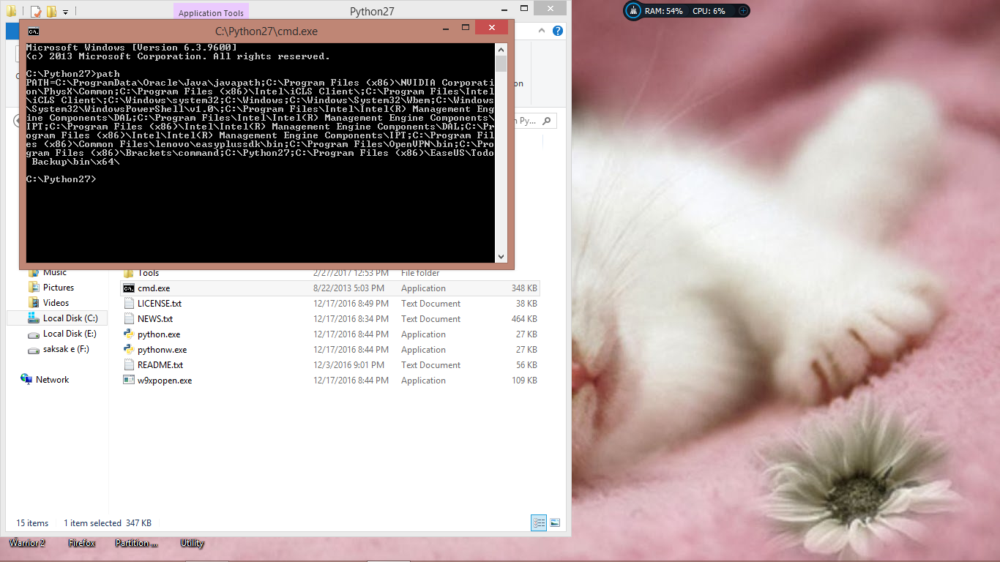 Application Tools
Python27
RAM: 54% CPU: 6%
C:\Python27\cmd.exe
Microsoft Windows [Version 6.3.9600]
(c) 2013 Microsoft Corporation. All rights reserved.
C:\Python27>path
PATH=C:\ProgramData\Oracle\Java\javapath;C:\Program Files (x86)\NVIDIA Corporati
on\PhysX\Common;C:\Program Files (x86)\Intel\iCLS Client\;C:\Program Files\Intel
\iCLS Client\;C:\Windows\system32;C:\Windows;C:\Windows\System32\Wbem;C:\Windows
\System32\WindowsPowerShell\v1.0\;C:\Program Files\Intel\Intel(R) Management Eng
ine Components\DAL;C:\Program Files\Intel\Intel(R) Management Engine Components\
IPT;C:\Program Files (x86)\Intel\Intel(R) Management Engine Components\DAL;C:\Pr
ogram Files (x86)\Intel\Intel(R) Management Engine Components\IPT;C:\Program Fil
es (x86)\Common Files\lenovo\easyplussdk\bin;C:\Program Files\OpenVPN\bin;C:\Pro
gram Files (x86)\Brackets\command;C:\Python27;C:\Program Files (x86)\EaseUS\Todo
Backup\bin\x64\
C:\Python27>
on
h Py...
Music
Picture​s
Videos
Local Disk (C:)
Local Disk (E:)
saksak e (F:)
Network
Tools 2/27/2017 12:53 PM File folder
cmd.exe 8/22/2013 5:03 PM Application 348 KB
LICENSE.txt 12/17/2016 8:49 PM Text Document 38 KB
NEWS.txt 12/17/2016 8:34 PM Text Document 464 KB
python.exe 12/17/2016 8:44 PM Application 27 KB
pythonw.exe 12/17/2016 8:44 PM Application 27 KB
README.txt 12/3/2016 9:01 PM Text Document 56 KB
w9xpopen.exe 12/17/2016 8:44 PM Application 109 KB
15 items 1 item selected 347 KB
Warrior 2 Firefox Partition ... Utility